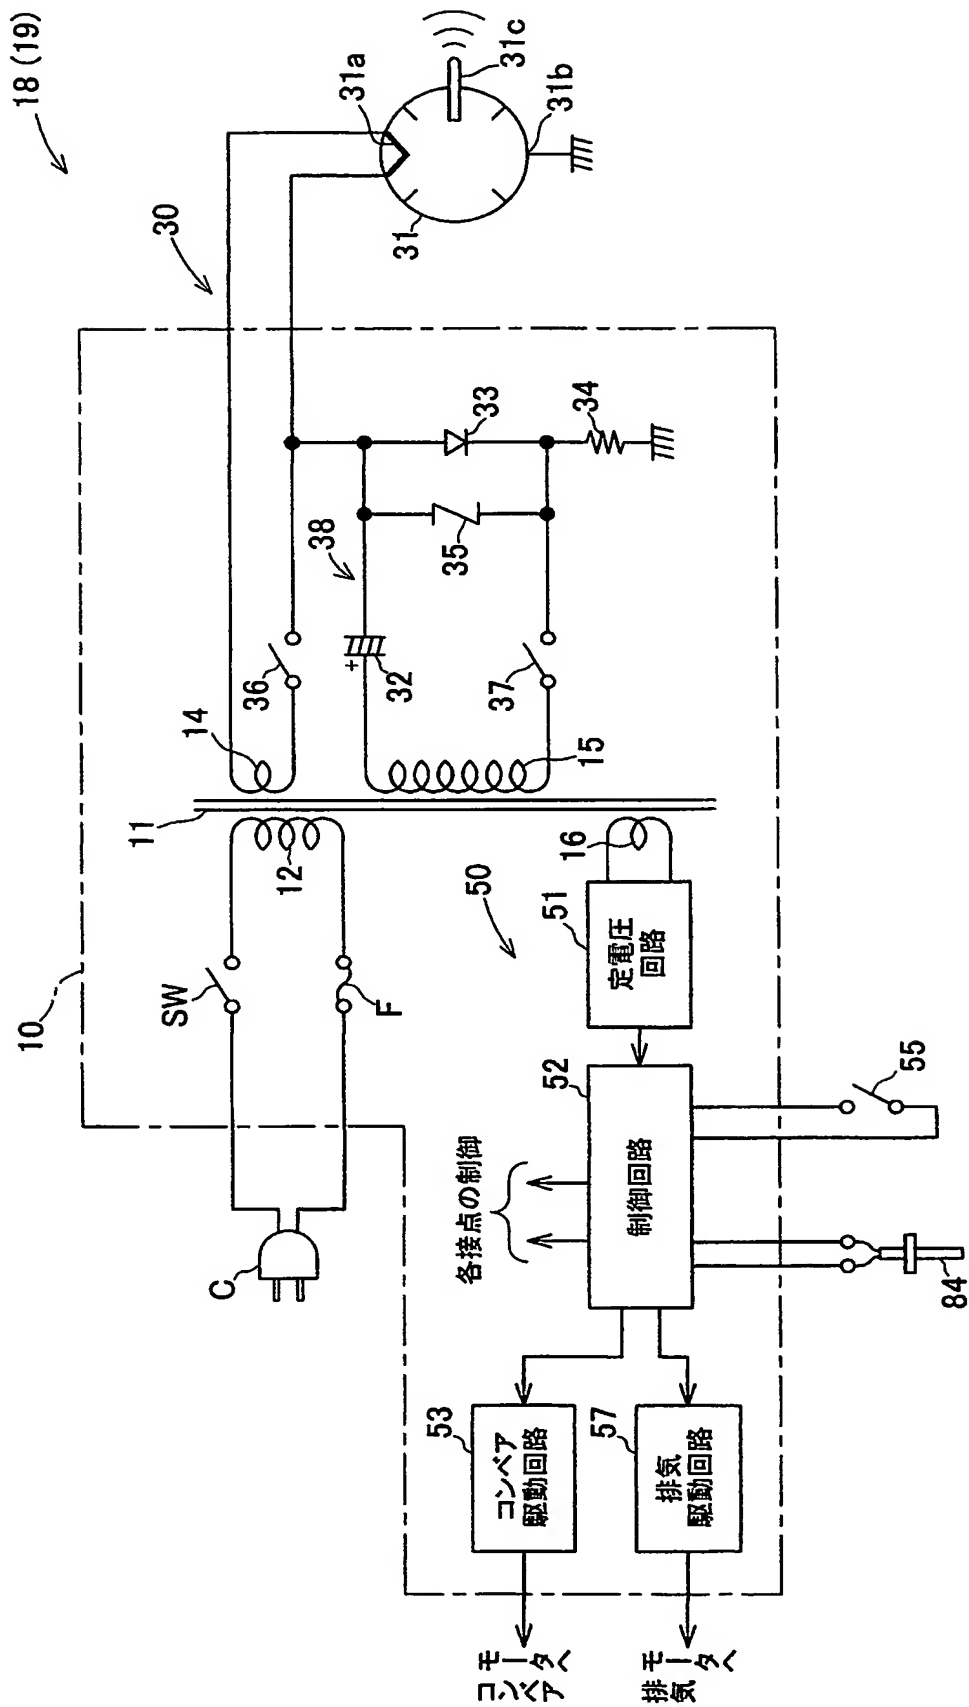 18 (19)
30
31a
31c
31b
31
10
11
14
36
38
33
34
35
32
+
37
15
12
SW
F
C
16
50
51
定電圧
回路
52
制御回路
各接点の制御
55
84
53
コンベア
駆動回路
57
排気
駆動回路
コンベア
モータへ
排気
モータへ